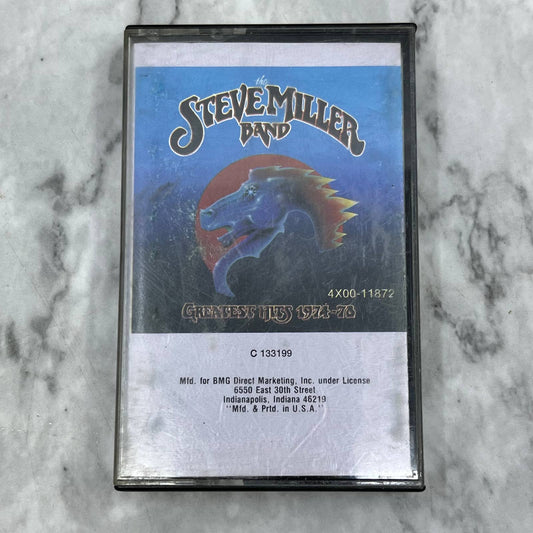 the
STEVE MILLER
BAND
4X00-11872
GREATEST HITS 1974-78
C 133199
Mfd. for BMG Direct Marketing, Inc. under License
6550 East 30th Street
Indianapolis, Indiana 46219
"Mfd. & Prtd. in U.S.A."